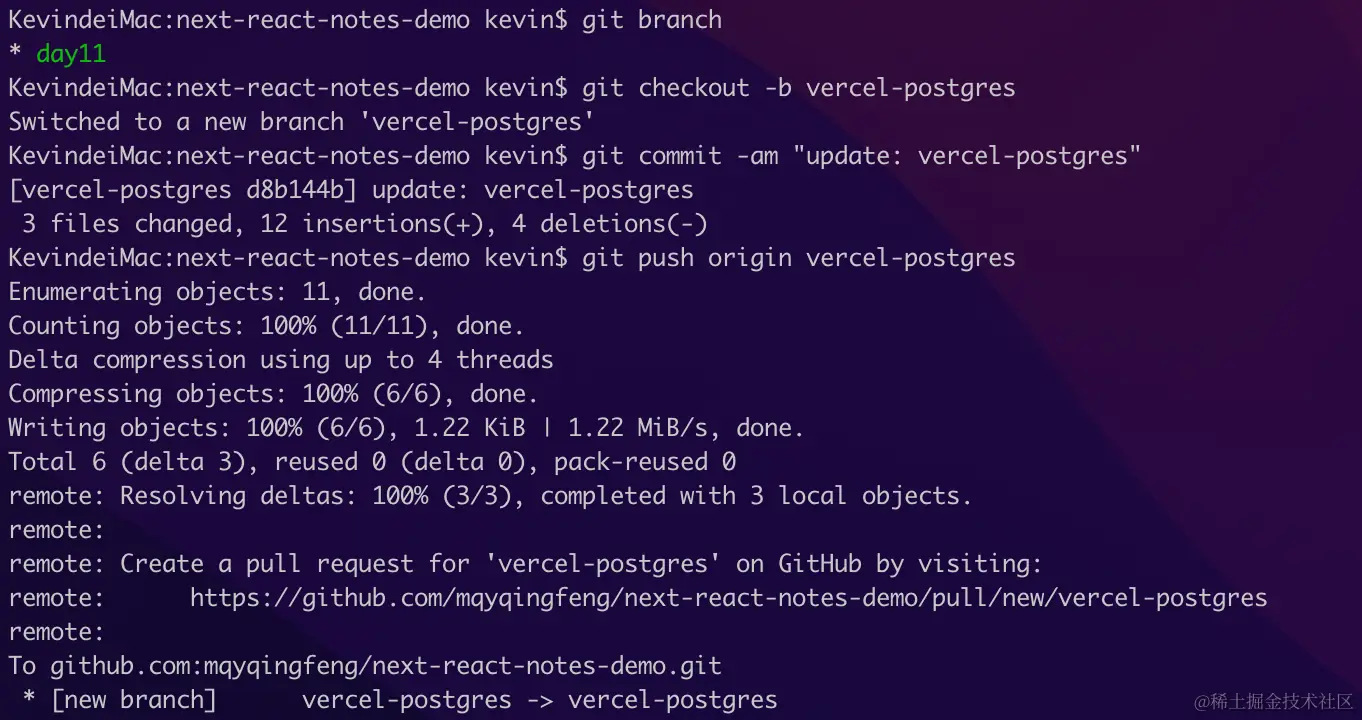 KevindeiMac:next-react-notes-demo kevin$ git branch
* day11
KevindeiMac:next-react-notes-demo kevin$ git checkout -b vercel-postgres
Switched to a new branch 'vercel-postgres'
KevindeiMac:next-react-notes-demo kevin$ git commit -am "update: vercel-postgres"
[vercel-postgres d8b144b] update: vercel-postgres
 3 files changed, 12 insertions(+), 4 deletions(-)
KevindeiMac:next-react-notes-demo kevin$ git push origin vercel-postgres
Enumerating objects: 11, done.
Counting objects: 100% (11/11), done.
Delta compression using up to 4 threads
Compressing objects: 100% (6/6), done.
Writing objects: 100% (6/6), 1.22 KiB | 1.22 MiB/s, done.
Total 6 (delta 3), reused 0 (delta 0), pack-reused 0
remote: Resolving deltas: 100% (3/3), completed with 3 local objects.
remote:
remote: Create a pull request for 'vercel-postgres' on GitHub by visiting:
remote:      https://github.com/mqyqingfeng/next-react-notes-demo/pull/new/vercel-postgres
remote:
To github.com:mqyqingfeng/next-react-notes-demo.git
 * [new branch]      vercel-postgres -> vercel-postgres
@稀土掘金技术社区